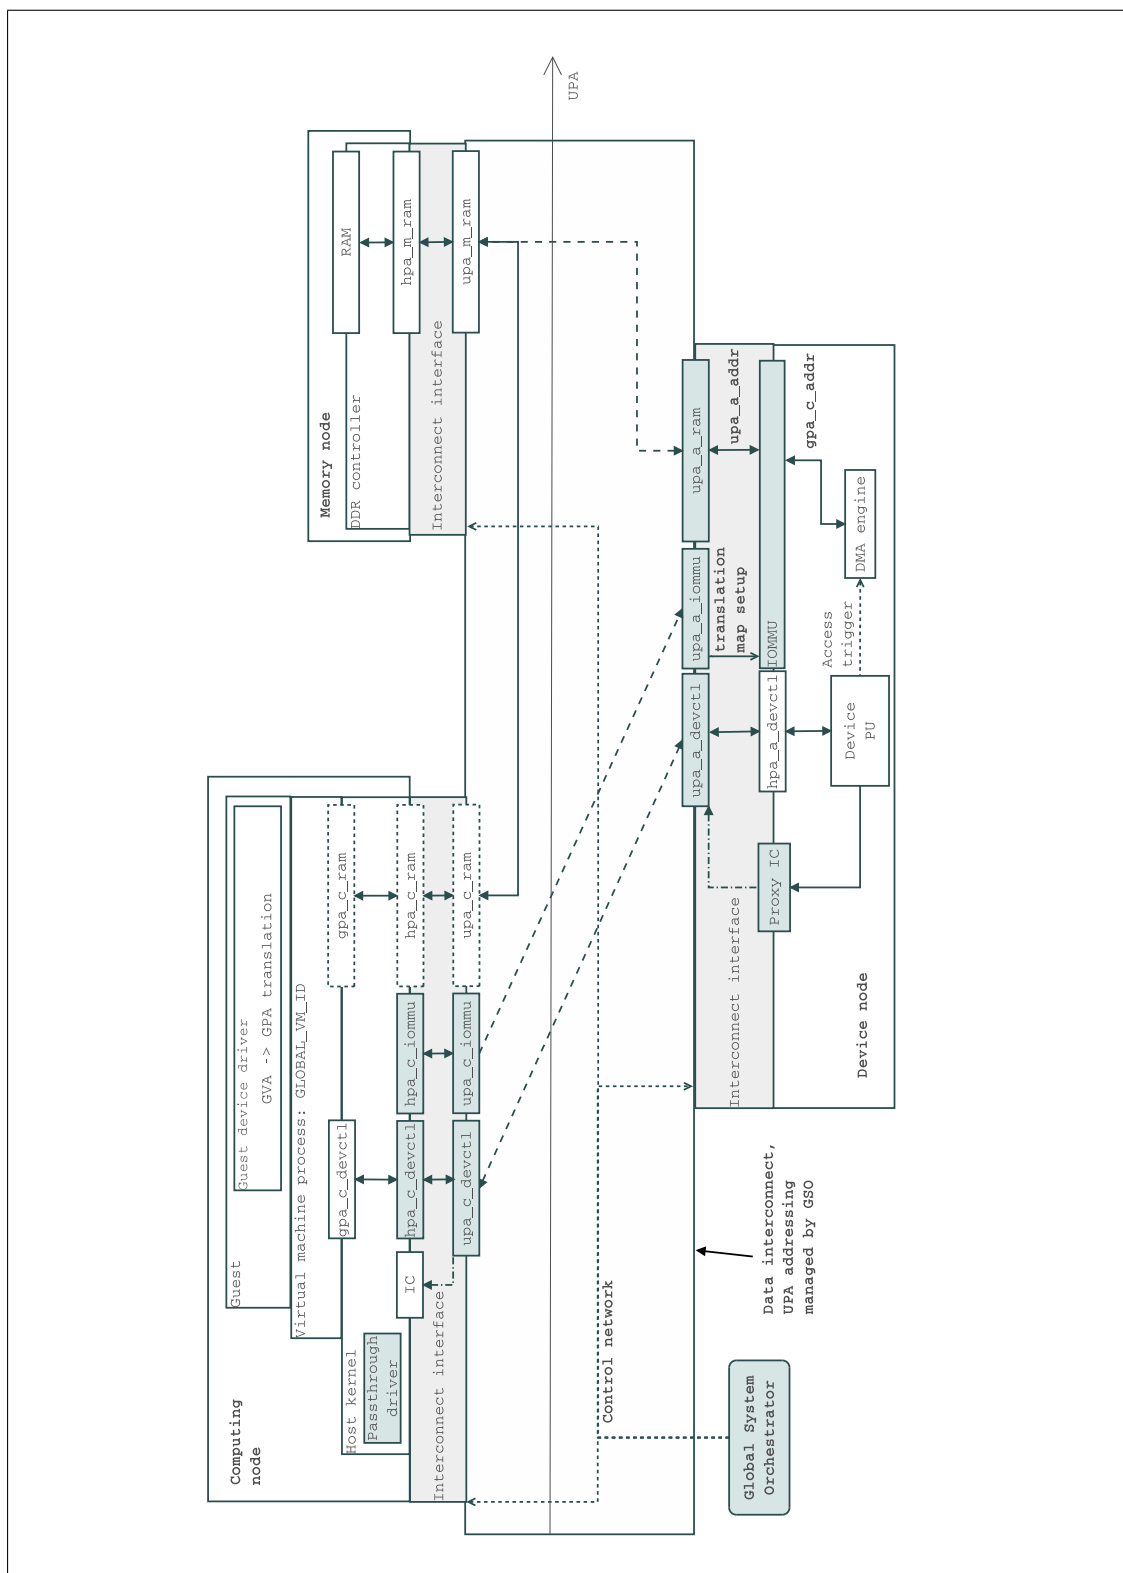 Computing
node
Guest
Guest device driver
GVA -> GPA translation
Virtual machine process: GLOBAL_VM_ID
Host kernel
Passthrough
driver
IC
gpa_c_devctl
gpa_c_ram
hpa_c_devctl
hpa_c_iommu
hpa_c_ram
Interconnect interface
upa_c_devctl
upa_c_iommu
upa_c_ram
Memory node
DDR controller
RAM
hpa_m_ram
Interconnect interface
upa_m_ram
UPA
Control network
Global System
Orchestrator
Data interconnect,
UPA addressing
managed by GSO
upa_a_devctl
upa_a_iommu
upa_a_ram
translation
map setup
upa_a_addr
Interconnect interface
Proxy IC
hpa_a_devctl
IOMMU
gpa_c_addr
Access
trigger
Device
PU
DMA engine
Device node